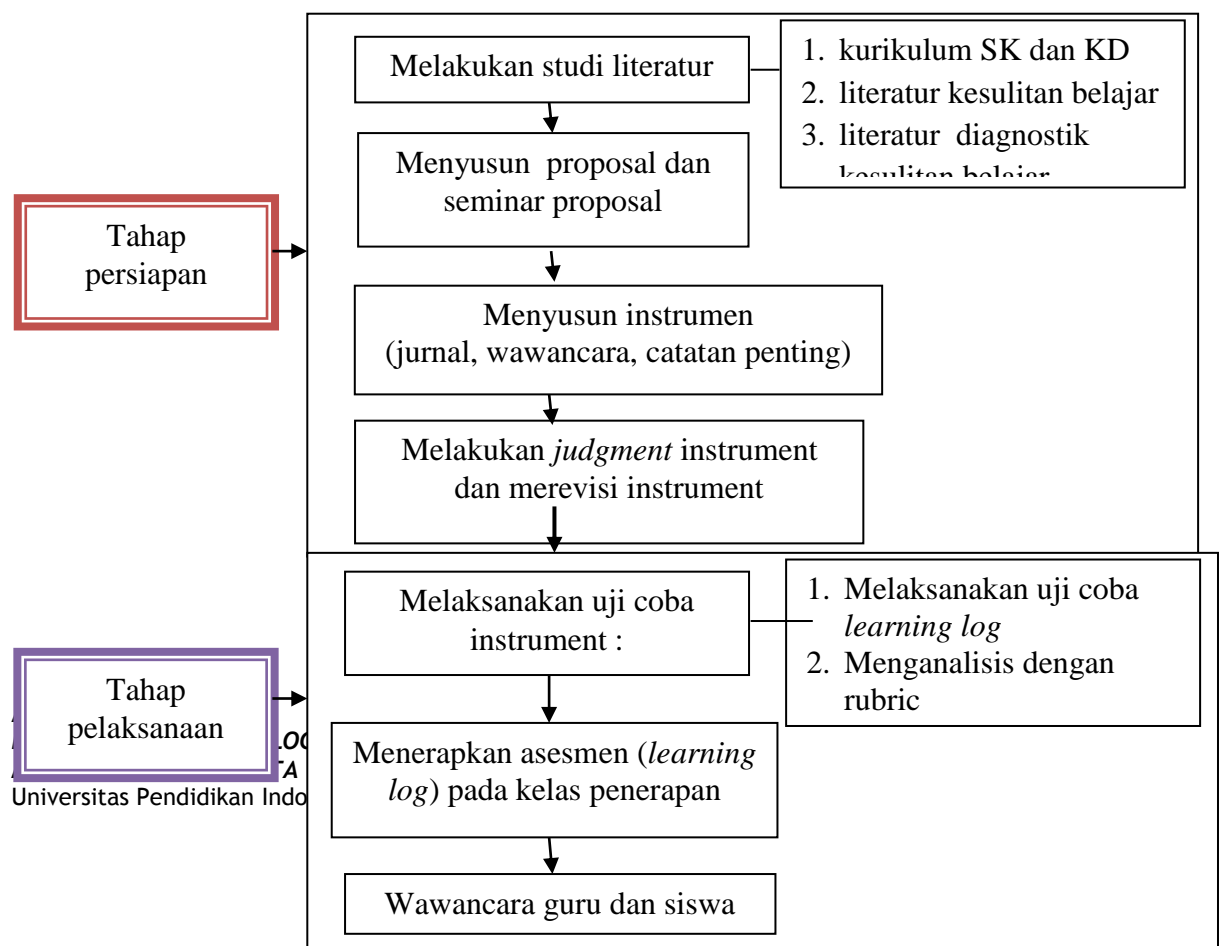 Melakukan studi literatur
1. kurikulum SK dan KD
2. literatur kesulitan belajar
3. literatur diagnostik
kesulitan belajar
Menyusun proposal dan
seminar proposal
Tahap
persiapan
Menyusun instrumen
(jurnal, wawancara, catatan penting)
Melakukan judgment instrument
dan merevisi instrument
Melaksanakan uji coba
instrument :
1. Melaksanakan uji coba
learning log
2. Menganalisis dengan
rubric
Tahap
pelaksanaan
Menerapkan asesmen (learning
log) pada kelas penerapan
Universitas Pendidikan Indo
Wawancara guru dan siswa